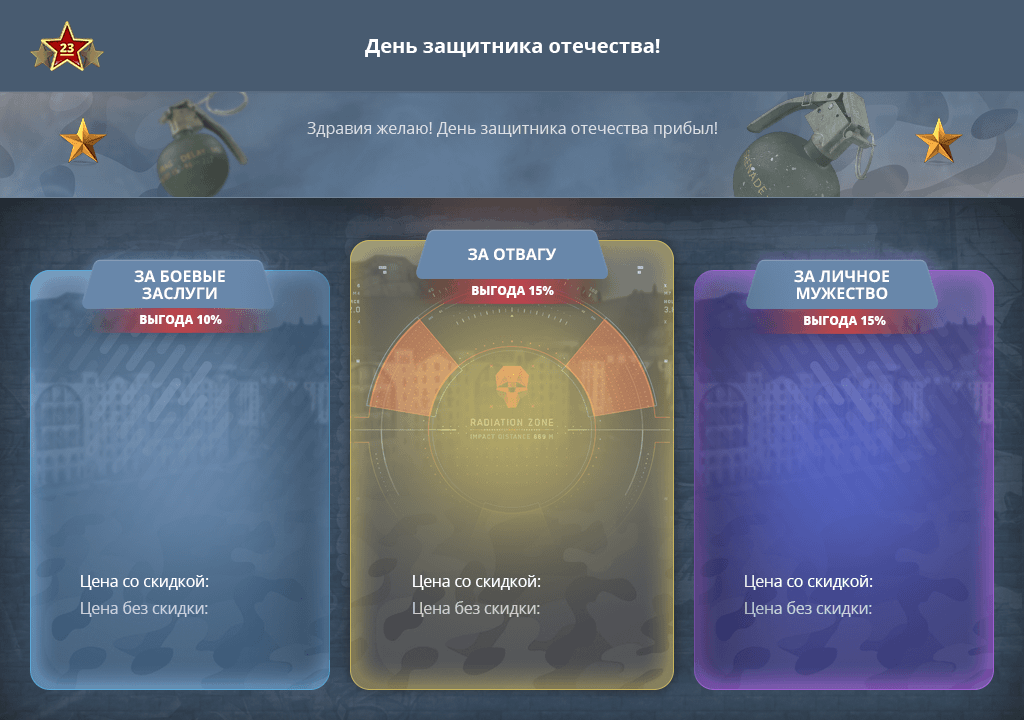 23
День защитника отечества!
Здравия желаю! День защитника отечества прибыл!
ЗА БОЕВЫЕ
ЗАСЛУГИ
ВЫГОДА 10%
ЗА ОТВАГУ
ВЫГОДА 15%
RADIATION ZONE
IMPACT DISTANCE
ЗА ЛИЧНОЕ
МУЖЕСТВО
ВЫГОДА 15%
Цена со скидкой:
Цена без скидки:
Цена со скидкой:
Цена без скидки:
Цена со скидкой:
Цена без скидки: